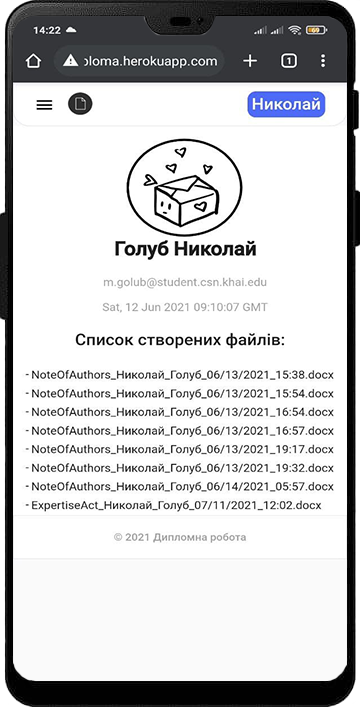 14:22
69
ploma.herokuapp.com
1
Николай
Голуб Николай
m.golub@student.csn.khai.edu
Sat, 12 Jun 2021 09:10:07 GMT
Список створених файлів:
- NoteOfAuthors_Николай_Голуб_06/13/2021_15:38.docx
- NoteOfAuthors_Николай_Голуб_06/13/2021_15:54.docx
- NoteOfAuthors_Николай_Голуб_06/13/2021_16:54.docx
- NoteOfAuthors_Николай_Голуб_06/13/2021_16:57.docx
- NoteOfAuthors_Николай_Голуб_06/13/2021_19:17.docx
- NoteOfAuthors_Николай_Голуб_06/13/2021_19:32.docx
- NoteOfAuthors_Николай_Голуб_06/14/2021_05:57.docx
- ExpertiseAct_Николай_Голуб_07/11/2021_12:02.docx
© 2021 Дипломна робота